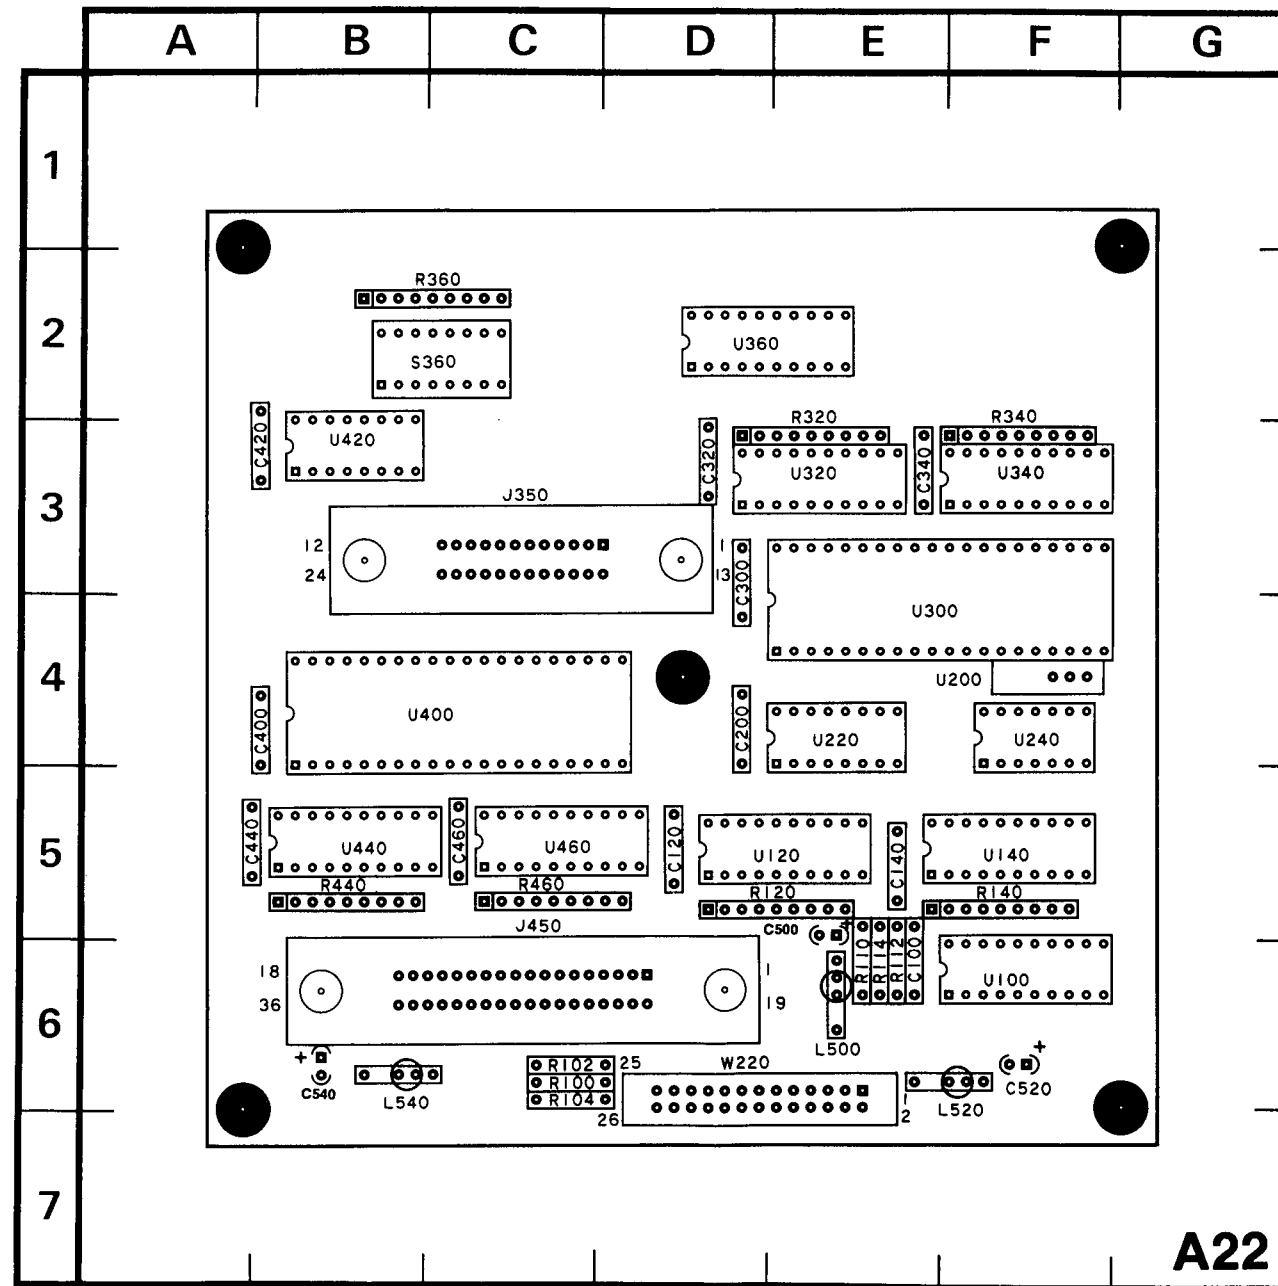 A B C D E F G
1
R360
2
U360
S360
R320 R340
C420 U420 C320 U320 C340 U340
3
J350
12 1
24 13 C300
U300
4
U200
C400 U400 C200 U220 U240
5
C440 U440 C460 U460 C120 U120 C140 U140
R440 R460 R120 R140
J450 C500 +
R110 R114 R112 C100
18 1 U100
36 19
6
L500
+ R102 25 W220 +
C540 R100 C520
L540 R104 1 L520
26 2
7
A22